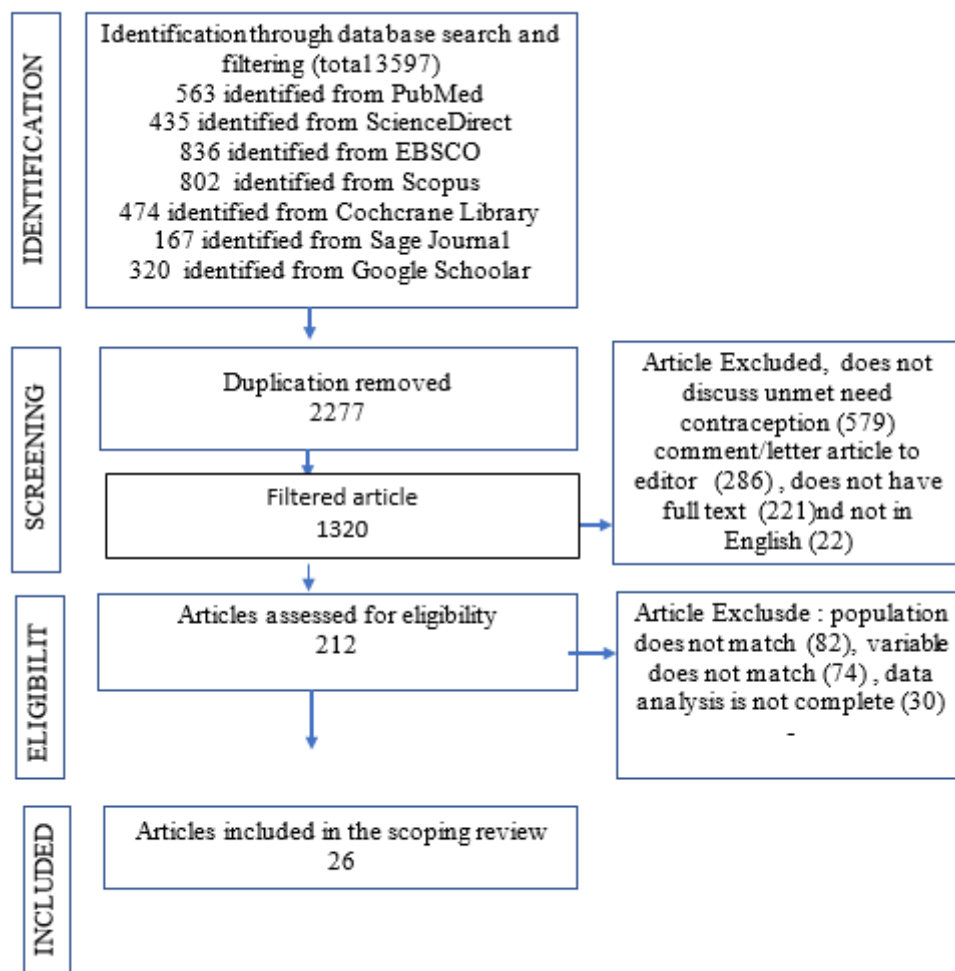 IDENTIFICATION
Identification through database search and
filtering (total 3597)
563 identified from PubMed
435 identified from ScienceDirect
836 identified from EBSCO
802 identified from Scopus
474 identified from Cochcrane Library
167 identified from Sage Journal
320 identified from Google Schoolar
SCREENING
Duplication removed
2277
Filtered article
1320
Article Excluded, does not
discuss unmet need
contraception (579)
comment/letter article to
editor (286) , does not have
full text (221)nd not in
English (22)
ELIGIBILIT
Articles assessed for eligibility
212
Article Exclusde : population
does not match (82), variable
does not match (74) , data
analysis is not complete (30)
-
INCLUDED
Articles included in the scoping review
26